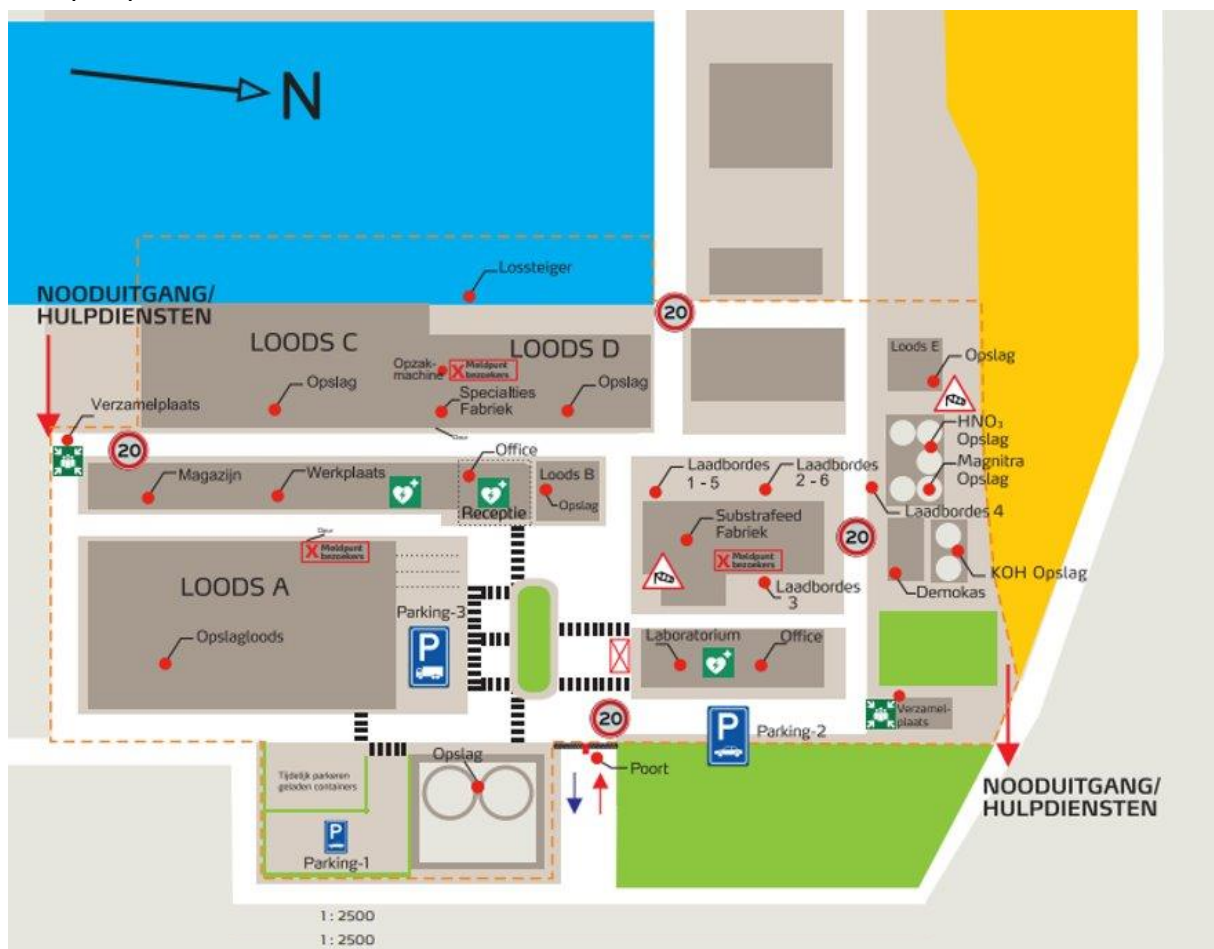 N
Lossteiger
NOODUITGANG/
HULPDIENSTEN
20
LOODS C
LOODS D
Loods E
Opslag
Opzak-
machine
X Meldpunt
bezoekers
Opslag
Specialties
Fabriek
Opslag
Verzamelplaats
Deur
HNO₃
Opslag
20
Office
Magnitra
Opslag
Magazijn
Werkplaats
Loods B
Opslag
Laadbordes
1 - 5
Laadbordes
2 - 6
Receptie
Laadbordes 4
Deur
X Meldpunt
bezoekers
Substrafeed
Fabriek
20
X Meldpunt
bezoekers
KOH Opslag
LOODS A
Laadbordes
3
Demokas
Parking-3
P
Opslagloods
Laboratorium
Office
20
Verzamel-
plaats
P
Parking-2
Opslag
Poort
Tijdelijk parkeren
geladen containers
NOODUITGANG/
HULPDIENSTEN
P
Parking-1
1 : 2500
1 : 2500